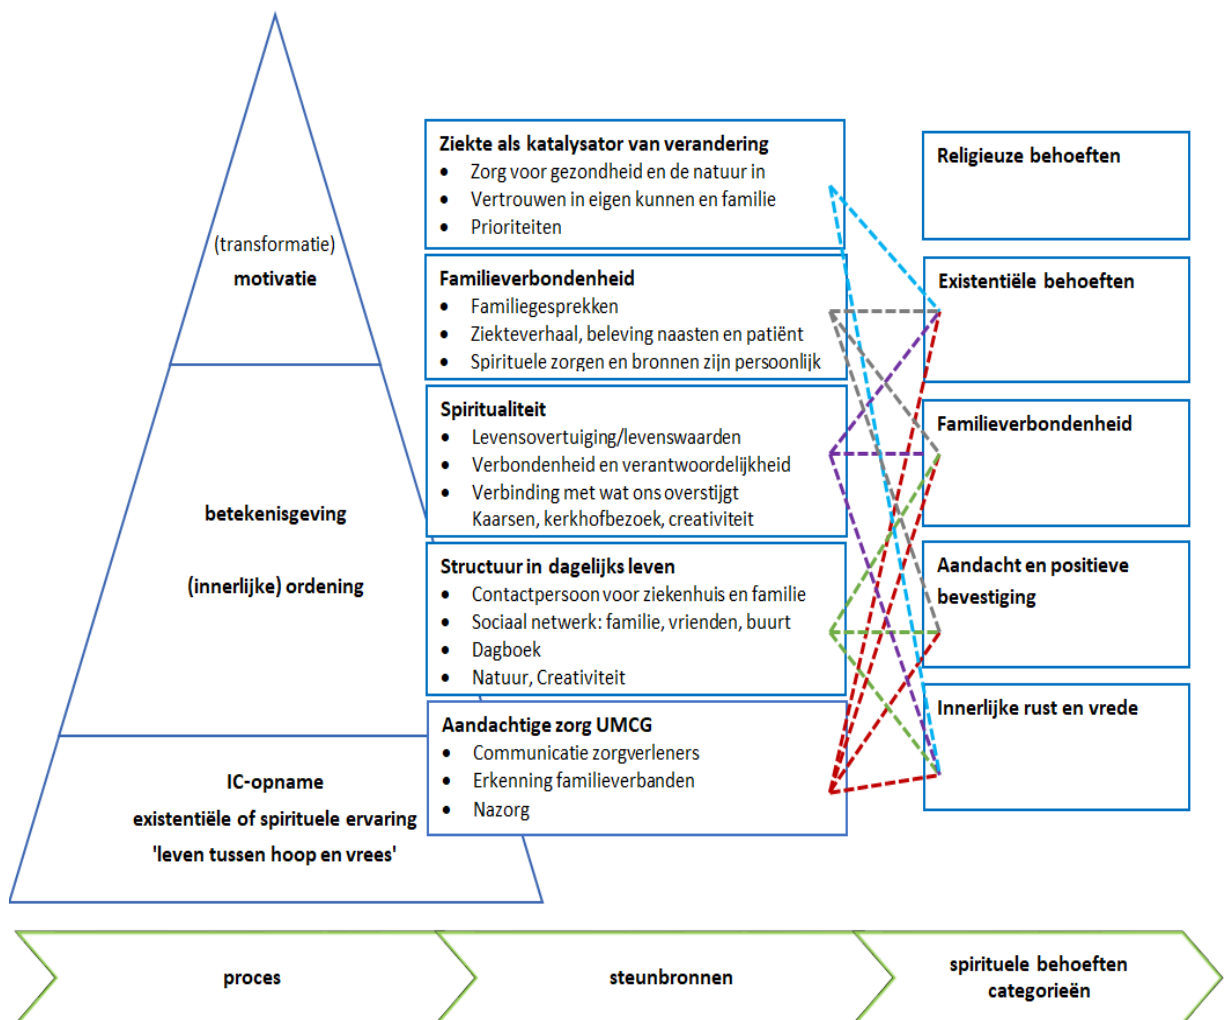 (transformatie)
motivatie
betekenisgeving
(innerlijke) ordening
IC-opname
existentiële of spirituele ervaring
'leven tussen hoop en vrees'
Ziekte als katalysator van verandering
• Zorg voor gezondheid en de natuur in
• Vertrouwen in eigen kunnen en familie
• Prioriteiten
Familieverbondenheid
• Familiegesprekken
• Ziekteverhaal, beleving naasten en patiënt
• Spirituele zorgen en bronnen zijn persoonlijk
Spiritualiteit
• Levensovertuiging/levenswaarden
• Verbondenheid en verantwoordelijkheid
• Verbinding met wat ons overstijgt
Kaarsen, kerkhofbezoek, creativiteit
Structuur in dagelijks leven
• Contactpersoon voor ziekenhuis en familie
• Sociaal netwerk: familie, vrienden, buurt
• Dagboek
• Natuur, Creativiteit
Aandachtige zorg UMCG
• Communicatie zorgverleners
• Erkenning familieverbanden
• Nazorg
Religieuze behoeften
Existentiële behoeften
Familieverbondenheid
Aandacht en positieve
bevestiging
Innerlijke rust en vrede
proces
steunbronnen
spirituele behoeften
categorieën